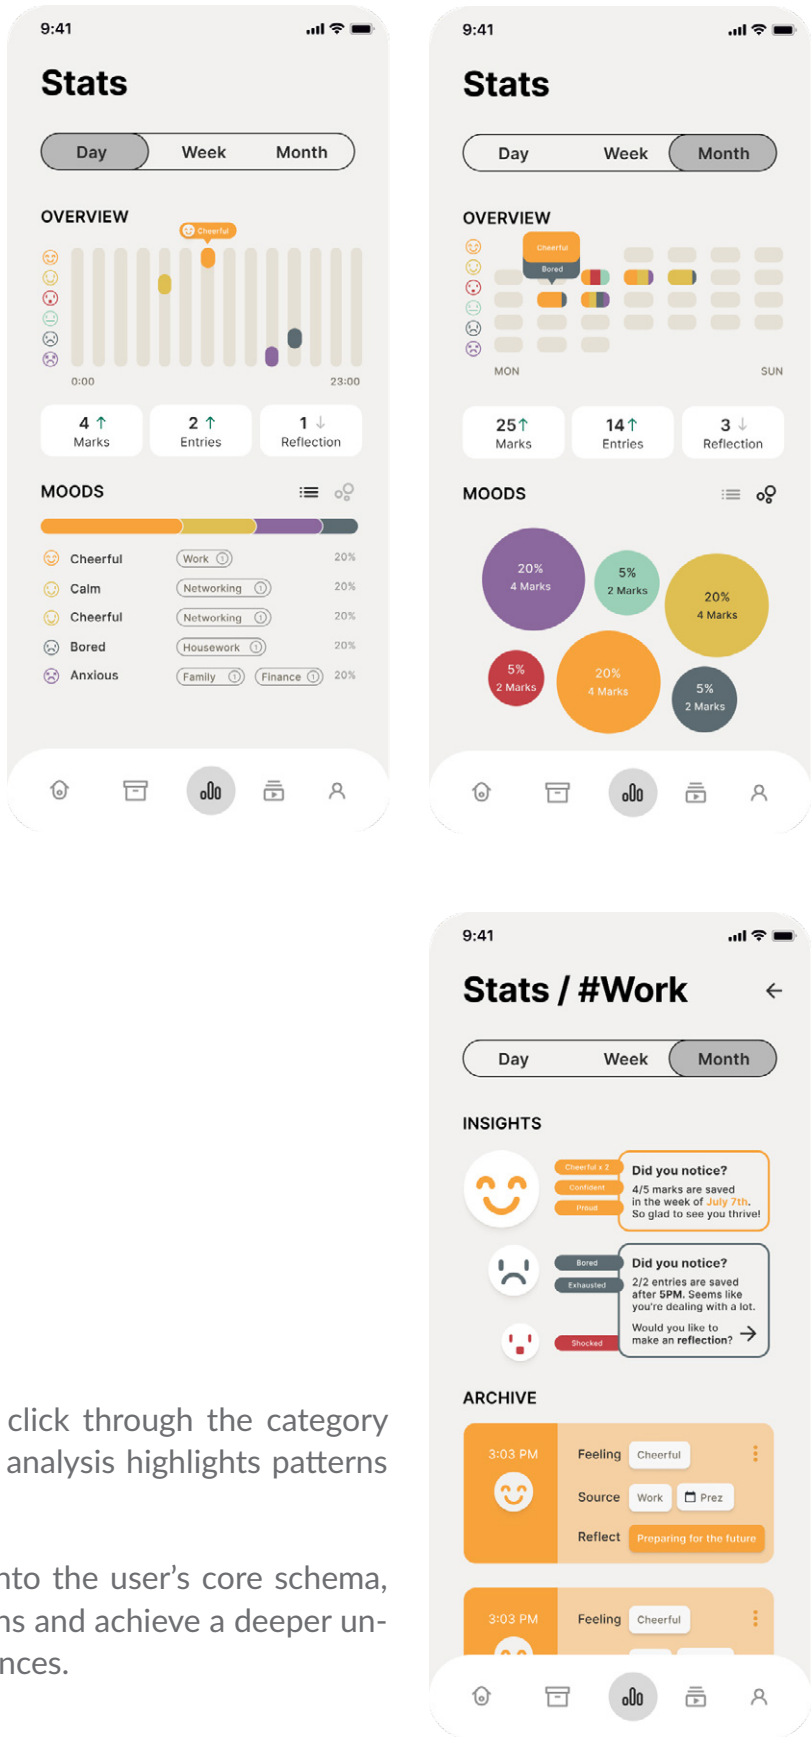 9:41
Stats
Day Week Month
OVERVIEW
Cheerful
0:00 23:00
4 ↑ 2 ↑ 1 ↓
Marks Entries Reflection
MOODS
Cheerful Work 1 20%
Calm Networking 1 20%
Cheerful Networking 1 20%
Bored Housework 1 20%
Anxious Family 1 Finance 1 20%
9:41
Stats
Day Week Month
OVERVIEW
Cheerful
Bored
MON SUN
25↑ 14↑ 3 ↓
Marks Entries Reflection
MOODS
20%
4 Marks
5%
2 Marks
20%
4 Marks
5%
2 Marks
20%
4 Marks
5%
2 Marks
9:41
Stats / #Work ←
Day Week Month
INSIGHTS
Cheerful x 2
Confident
Proud
Did you notice?
4/5 marks are saved
in the week of July 7th.
So glad to see you thrive!
Bored
Exhausted
Shocked
Did you notice?
2/2 entries are saved
after 5PM. Seems like
you're dealing with a lot.
Would you like to
make an reflection? →
ARCHIVE
3:03 PM Feeling Cheerful
Source Work Prez
Reflect Preparing for the future
3:03 PM Feeling Cheerful
click through the category
analysis highlights patterns
nto the user's core schema,
ns and achieve a deeper un-
nces.